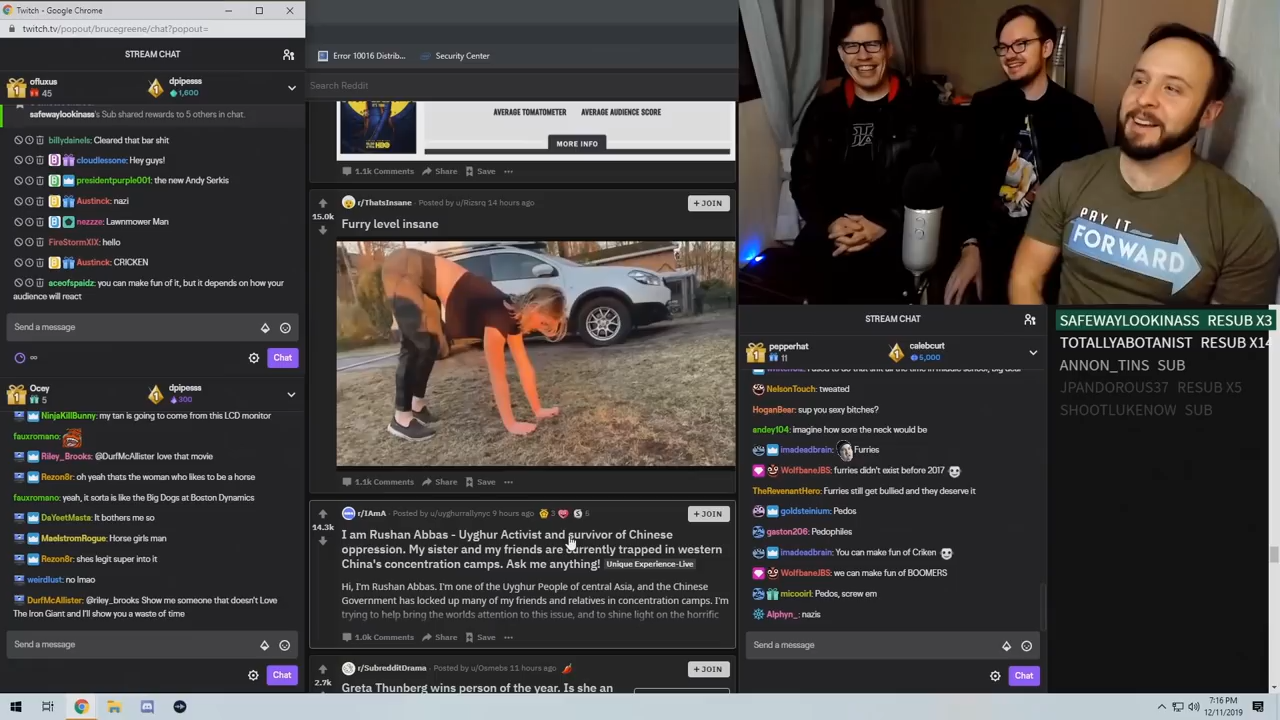 Twitch - Google Chrome
twitch.tv/popout/brucegreene/chat?popout=
STREAM CHAT
ofluxus
45
dpipesss
1,600
safewaylookinass's Sub shared rewards to 5 others in chat.
billydainels: Cleared that bar shit
cloudlessone: Hey guys!
presidentpurple001: the new Andy Serkis
Austinck: nazi
nezzze: Lawnmower Man
FireStormXIX: hello
Austinck: CRICKEN
aceofspaidz: you can make fun of it, but it depends on how your
audience will react
Send a message
Chat
Ocey
5
dpipesss
300
NinjaKillBunny: my tan is going to come from this LCD monitor
fauxromano:
Riley_Brooks: @DurfMcAllister love that movie
Rezon8r: oh yeah thats the woman who likes to be a horse
fauxromano: yeah, it sorta is like the Big Dogs at Boston Dynamics
DaYeetMsta: It bothers me so
MaelstromRogue: Horse girls man
Rezon8r: shes legit super into it
weirdlust: no lmao
DurfMcAllister: @riley_brooks Show me someone that doesn't Love
The Iron Giant and I'll show you a waste of time
Send a message
Chat
Error 10016 Distrib...
Security Center
Search Reddit
AVERAGE TOMATOMETER
AVERAGE AUDIENCE SCORE
MORE INFO
1.1k Comments
Share
Save
r/ThatsInsane
Posted by u/Rizsrq 14 hours ago
+ JOIN
15.0k
Furry level insane
1.1k Comments
Share
Save
r/IAmA
Posted by u/uyghurrallynyc 9 hours ago
3
6
+ JOIN
14.3k
I am Rushan Abbas - Uyghur Activist and survivor of Chinese
oppression. My sister and my friends are currently trapped in western
China's concentration camps. Ask me anything! Unique Experience-Live
Hi, I'm Rushan Abbas. I'm one of the Uyghur People of central Asia, and the Chinese
Government has locked up many of my friends and relatives in concentration camps. I'm
trying to help bring the worlds attention to this issue, and to shine light on the horrific
1.0k Comments
Share
Save
r/SubredditDrama
Posted by u/Osmebs 11 hours ago
+ JOIN
2.7k
Greta Thunberg wins person of the year. Is she an
PAY IT
FORWARD
STREAM CHAT
pepperhat
11
calebcurt
5,000
NelsonTouch: tweated
HoganBear: sup you sexy bitches?
andey104: imagine how sore the neck would be
imadeadbrain: Furries
WolfbaneJBS: furries didn't exist before 2017
TheRevenantHero: Furries still get bullied and they deserve it
goldsteinium: Pedos
gaston206: Pedophiles
imadeadbrain: You can make fun of Criken
WolfbaneJBS: we can make fun of BOOMERS
micooirl: Pedos, screw em
Alphyn_: nazis
Send a message
Chat
SAFEWAYLOOKINASS RESUB X3
TOTALLYABOTANIST RESUB X14
ANNON_TINS SUB
JPANDOROUS37 RESUB X5
SHOOTLUKENOW SUB
7:16 PM
12/11/2019